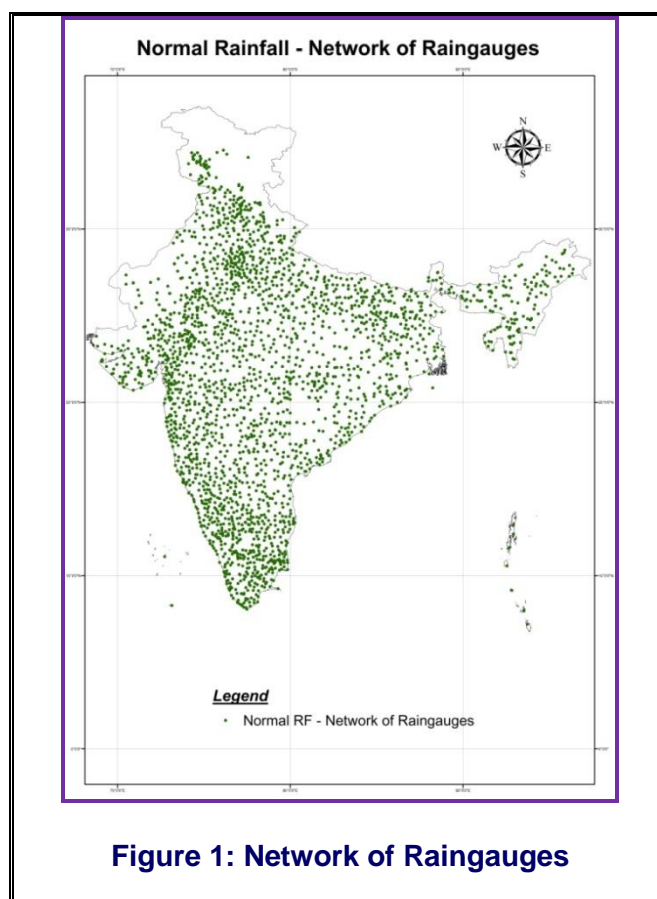 Normal Rainfall - Network of Raingauges
N
W E
S
Legend
Normal RF - Network of Raingauges
Figure 1: Network of Raingauges